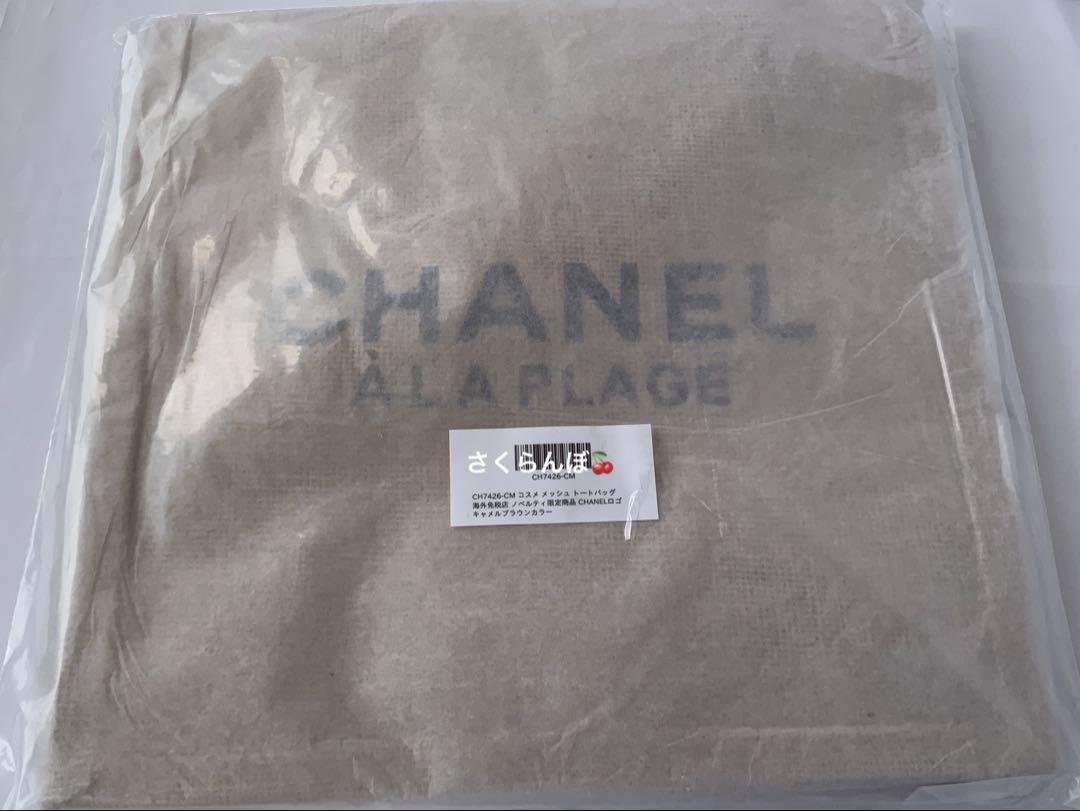 CHANEL
À LA PLAGE
さくらんぼ🍒
CH7426-CM
CH7426-CM コスメ メッシュ トートバッグ
海外免税店 ノベルティ限定商品 CHANELロゴ
キャメルブラウンカラー